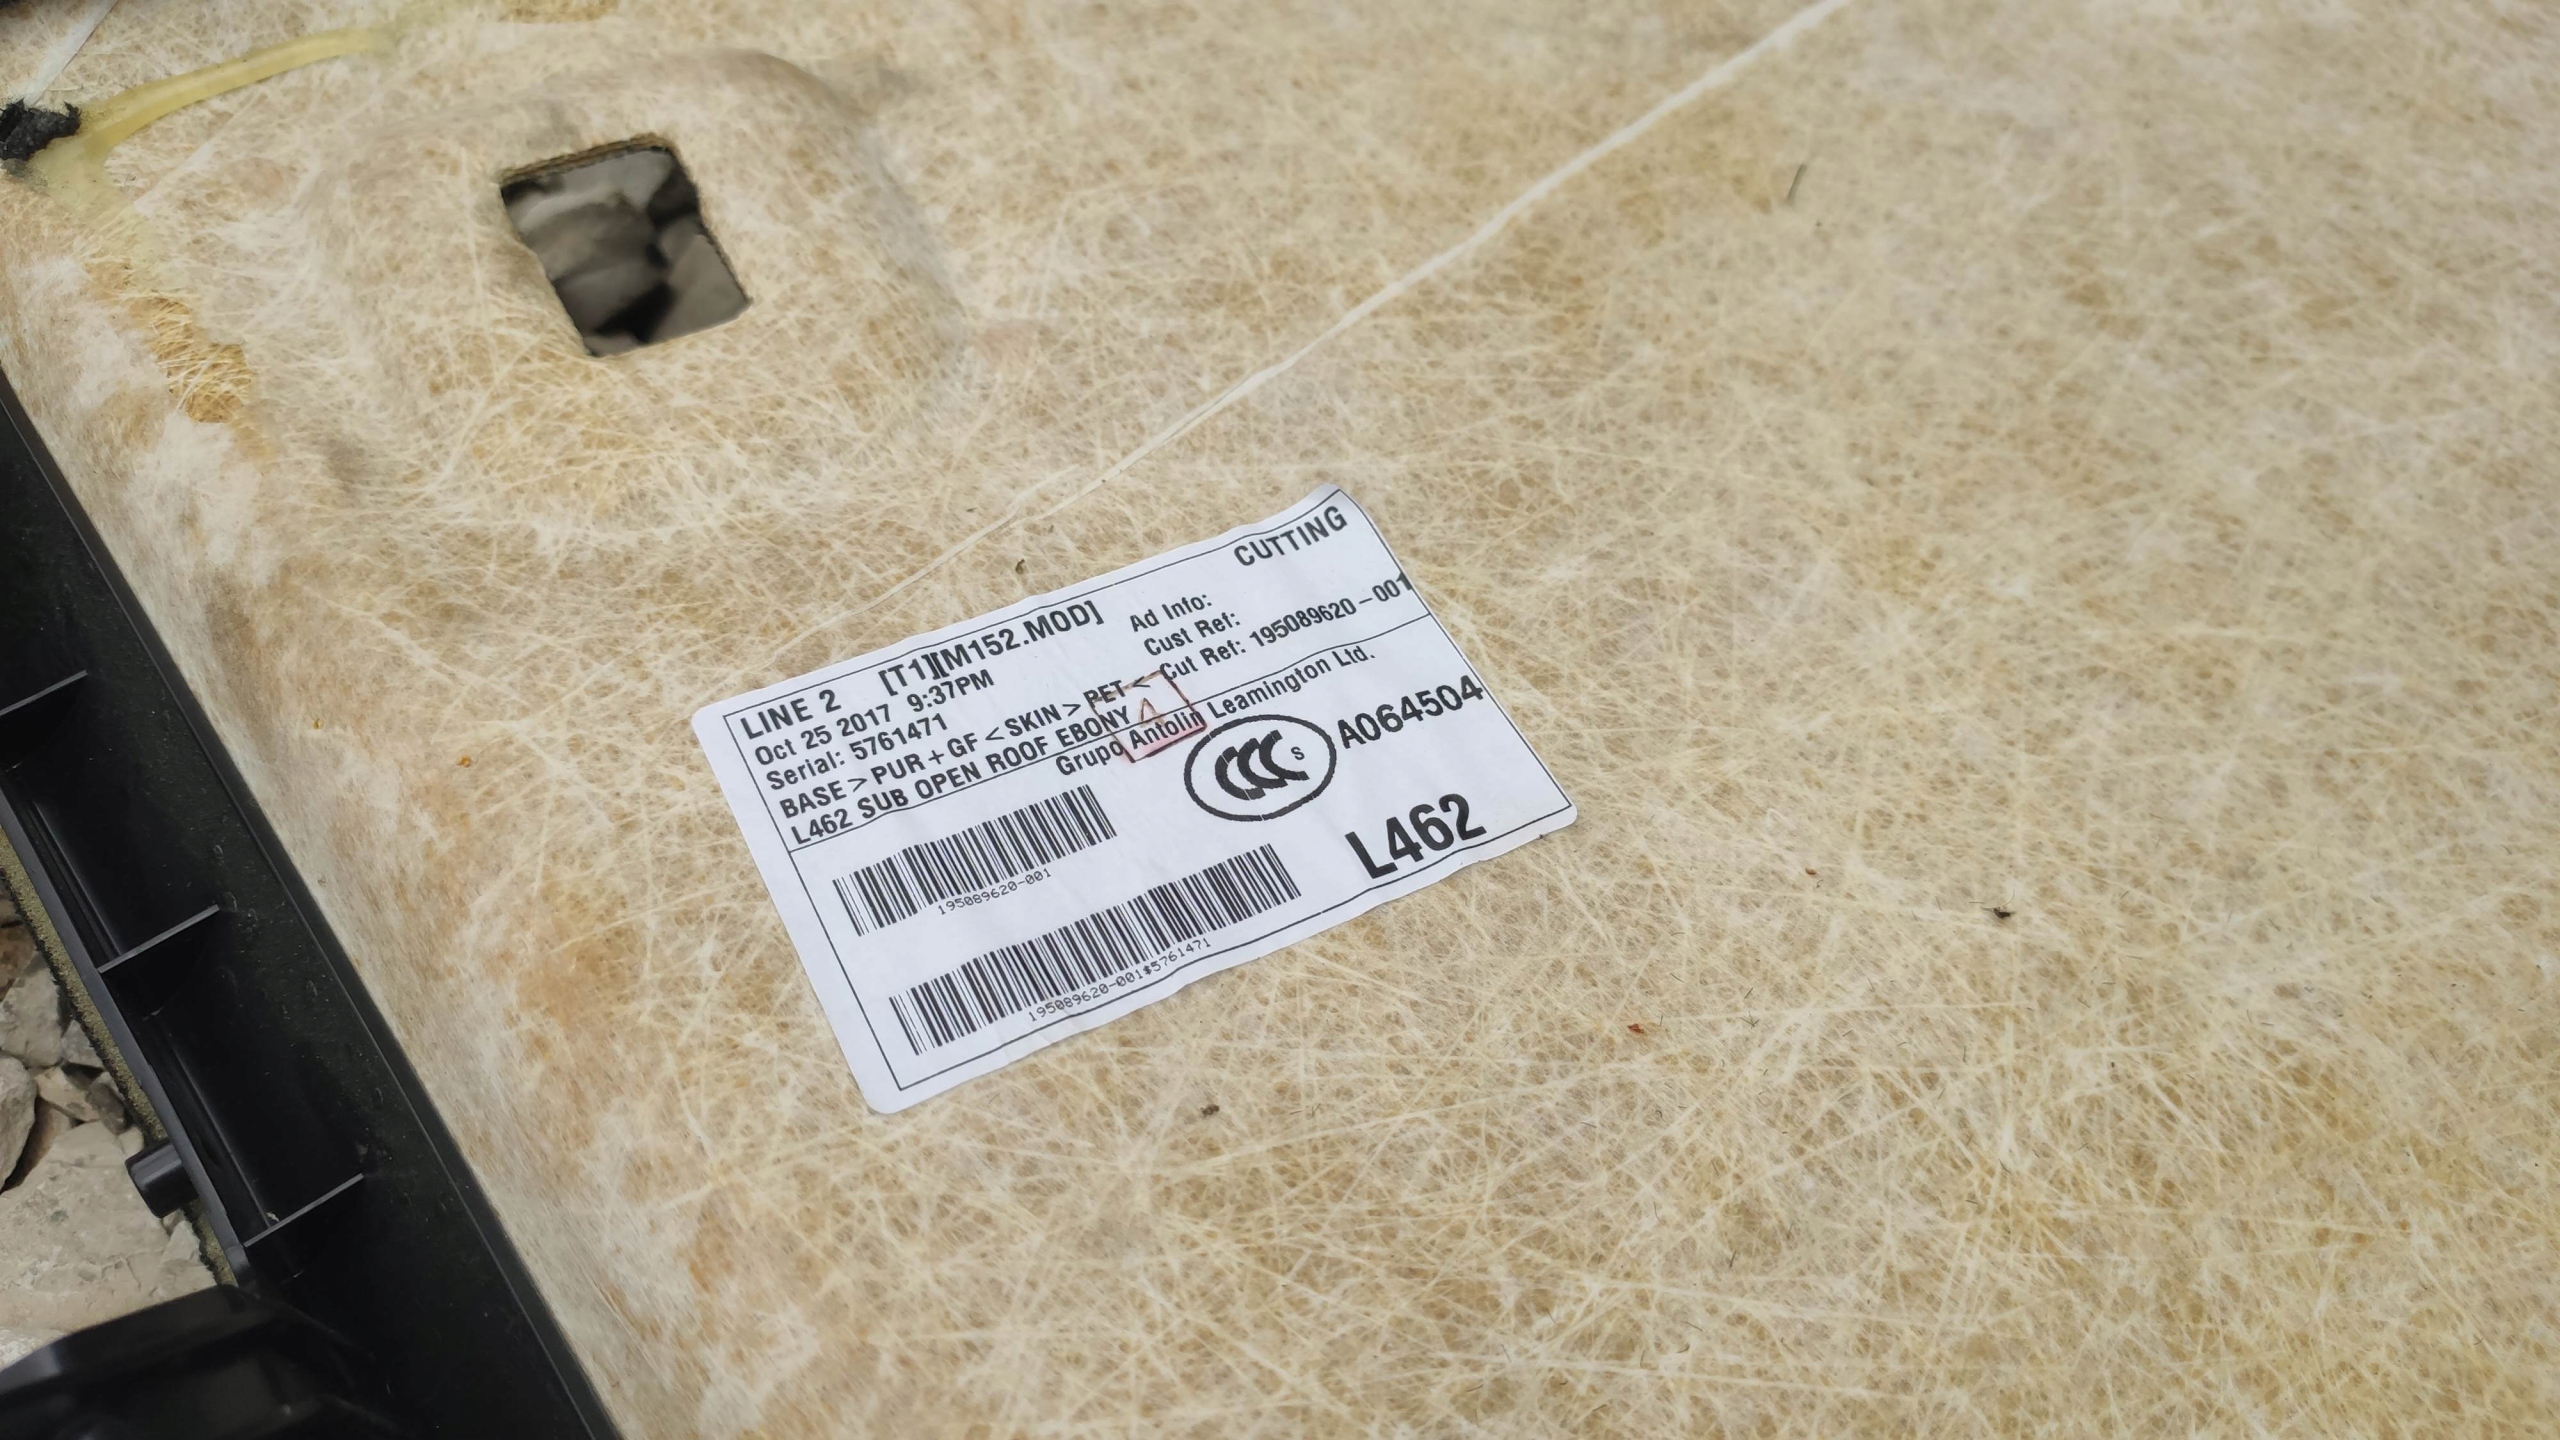 CUTTING
LINE 2 [T1][M152.MOD]
Oct 25 2017 9:37PM
Ad Info:
Serial: 5761471
Cust Ref:
BASE>PUR+GF<SKIN>PET<
Cut Ref: 195089620-001
L462 SUB OPEN ROOF EBONY
Grupo Antolin Leamington Ltd.
CCC S A064504
195089620-001
L462
195089620-001$5761471